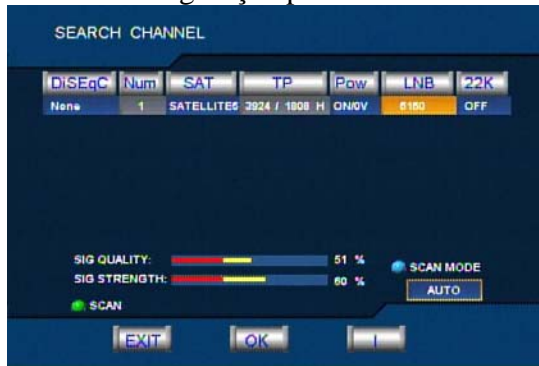 SEARCH CHANNEL
DiSEqC Num SAT TP Pow LNB 22K
None 1 SATELLITE6 3924 / 1808 H ON/0V 5150 OFF
SIG QUALITY: 51 %
SCAN MODE
SIG STRENGTH: 60 %
AUTO
SCAN
EXIT OK I